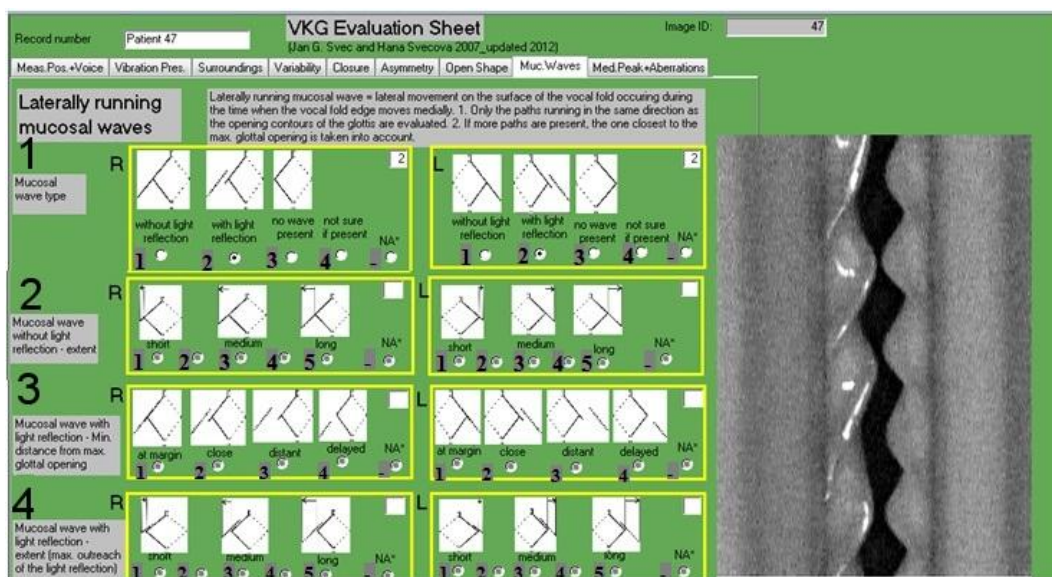 VKG Evaluation Sheet
Image ID: 47
Record number Patient 47
(Jan G. Svec and Hana Svecova 2007_updated 2012)
Meas.Pos.+Voice Vibration Pres. Surroundings Variability Closure Asymmetry Open Shape Muc.Waves Med.Peak+Aberrations
Laterally running
mucosal waves
Laterally running mucosal wave = lateral movement on the surface of the vocal fold occuring during
the time when the vocal fold edge moves medially. 1. Only the paths running in the same direction as
the opening contours of the glottis are evaluated. 2. If more paths are present, the one closest to the
max. glottal opening is taken into account.
1
Mucosal
wave type
R 2
without light
reflection
with light
reflection
no wave
present
not sure
if present
NA*
1 2 3 4 -
L 2
without light
reflection
with light
reflection
no wave
present
not sure
if present
NA*
1 2 3 4 -
2
Mucosal wave
without light
reflection - extent
R
short medium long NA*
1 2 3 4 5 -
L
short medium long NA*
1 2 3 4 5 -
3
Mucosal wave with
light reflection - Min.
distance from max.
glottal opening
R
at margin close distant delayed NA*
1 2 3 4 -
L
at margin close distant delayed NA*
1 2 3 4 -
4
Mucosal wave with
light reflection -
extent (max. outreach
of the light reflection)
R
short medium long NA*
1 2 3 4 5 -
L
short medium long NA*
1 2 3 4 5 -